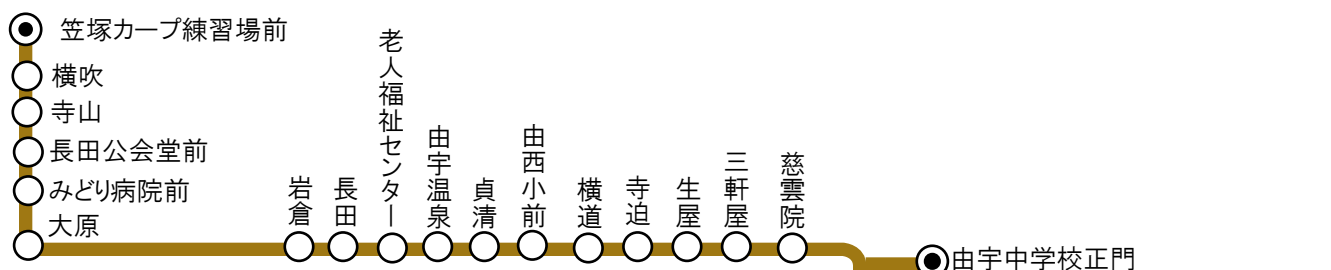 笠塚カープ練習場前
横吹
寺山
長田公会堂前
みどり病院前
大原
岩倉
長田
老人福祉センター
由宇温泉
貞清
由西小前
横道
寺迫
生屋
三軒屋
慈雲院
由宇中学校正門